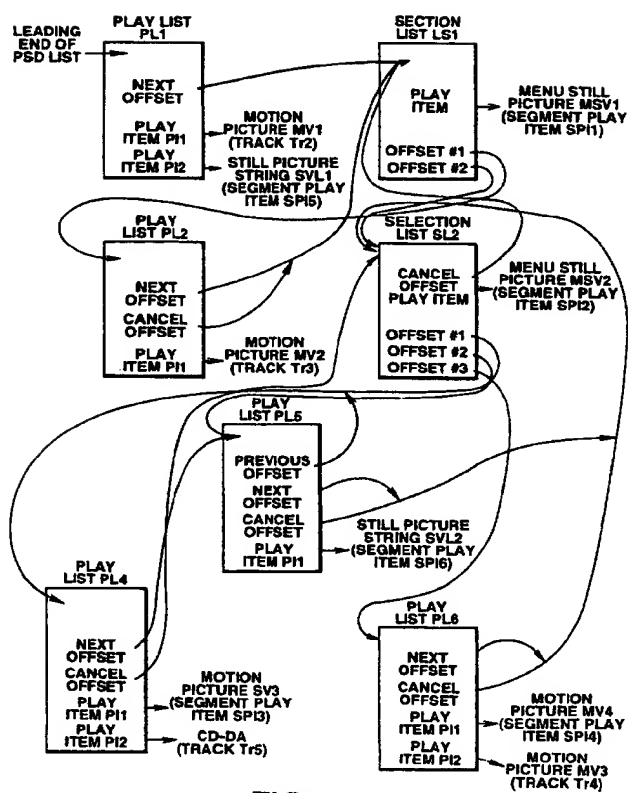 PLAY LIST
PL1
LEADING
END OF
PSD LIST
NEXT
OFFSET
PLAY
ITEM PI1
PLAY
ITEM PI2
MOTION
PICTURE MV1
(TRACK Tr2)
STILL PICTURE
STRING SVL1
(SEGMENT PLAY
ITEM SPI5)
SECTION
LIST LS1
PLAY
ITEM
OFFSET #1
OFFSET #2
MENU STILL
PICTURE MSV1
(SEGMENT PLAY
ITEM SPI1)
PLAY
LIST PL2
NEXT
OFFSET
CANCEL
OFFSET
PLAY
ITEM PI1
MOTION
PICTURE MV2
(TRACK Tr3)
SELECTION
LIST SL2
CANCEL
OFFSET
PLAY ITEM
OFFSET #1
OFFSET #2
OFFSET #3
MENU STILL
PICTURE MSV2
(SEGMENT PLAY
ITEM SPI2)
PLAY
LIST PL5
PREVIOUS
OFFSET
NEXT
OFFSET
CANCEL
OFFSET
PLAY
ITEM PI1
STILL PICTURE
STRING SVL2
(SEGMENT PLAY
ITEM SPI6)
PLAY
LIST PL4
NEXT
OFFSET
CANCEL
OFFSET
PLAY
ITEM PI1
PLAY
ITEM PI2
MOTION
PICTURE SV3
(SEGMENT PLAY
ITEM SPI3)
CD-DA
(TRACK Tr5)
PLAY
LIST PL6
NEXT
OFFSET
CANCEL
OFFSET
PLAY
ITEM PI1
PLAY
ITEM PI2
MOTION
PICTURE MV4
(SEGMENT PLAY
ITEM SPI4)
MOTION
PICTURE MV3
(TRACK Tr4)